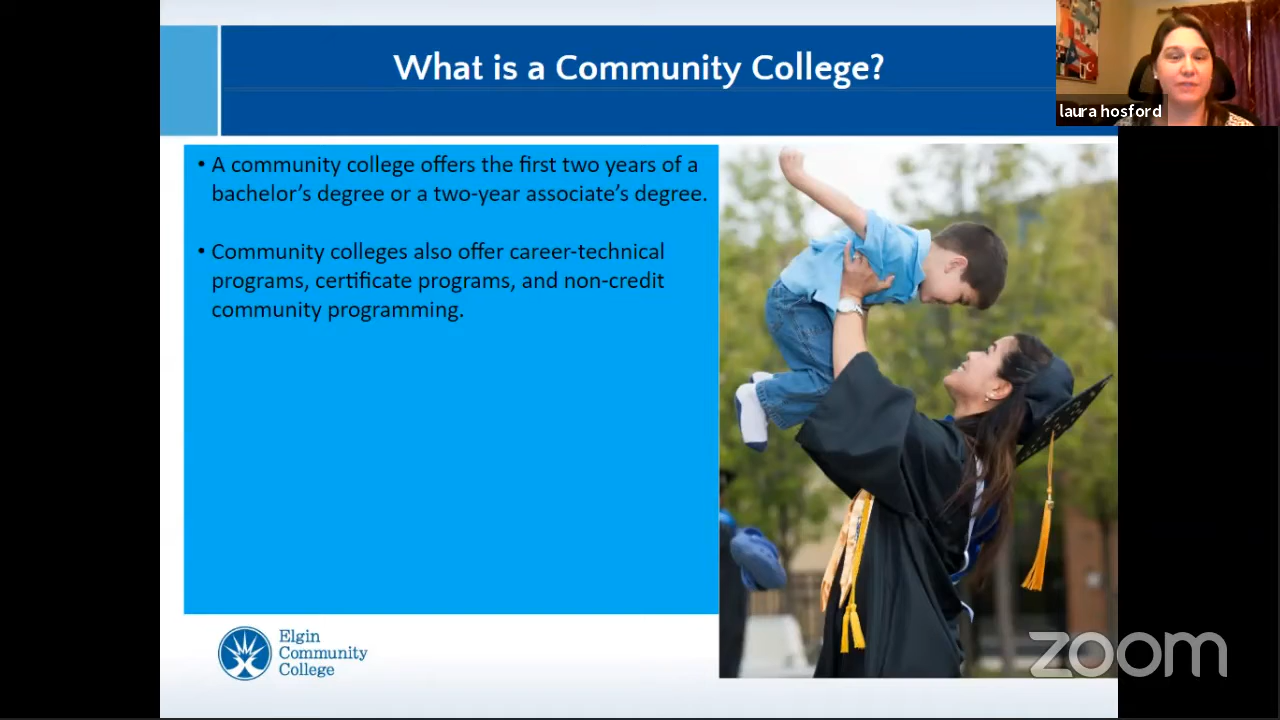 What is a Community College?
laura hosford
• A community college offers the first two years of a
bachelor’s degree or a two-year associate’s degree.
• Community colleges also offer career-technical
programs, certificate programs, and non-credit
community programming.
Elgin
Community
College
zoom